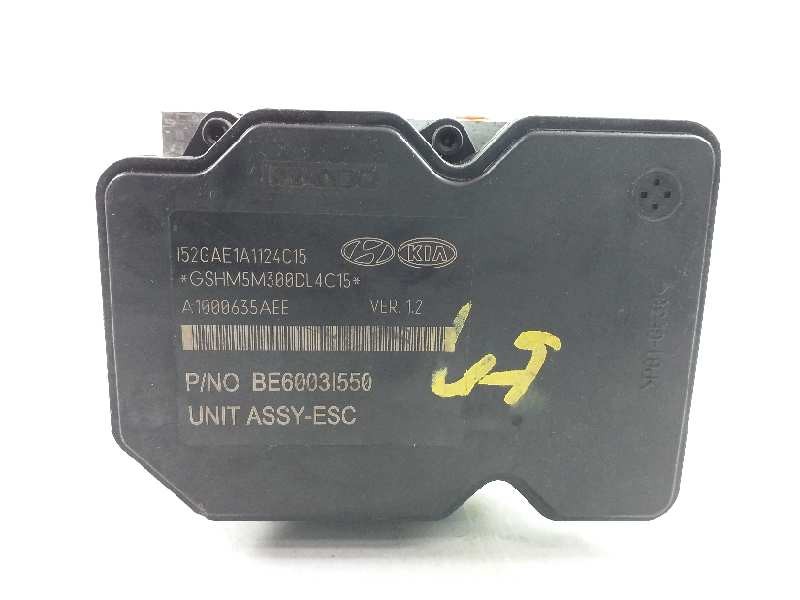 I52GAE1A1124C15
KIA
*GSHM5M300DL4C15*
A1000635AEE VER. 1.2
P/NO BE6003I550
UNIT ASSY-ESC